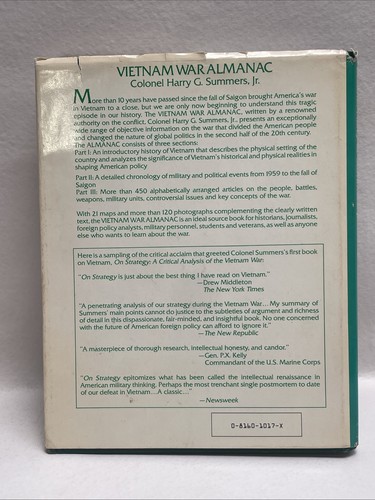 VIETNAM WAR ALMANAC
Colonel Harry G. Summers, Jr.
More than 10 years have passed since the fall of Saigon brought America's war
in Vietnam to a close, but we are only now beginning to understand this tragic
episode in our history. The VIETNAM WAR ALMANAC, written by a renowned
authority on the conflict, Colonel Harry G. Summers, Jr., presents an exceptionally
wide range of objective information on the war that divided the American people
and changed the nature of global politics in the second half of the 20th century.
The ALMANAC consists of three sections:
Part I: An introductory history of Vietnam that describes the physical setting of the
country and analyzes the significance of Vietnam's historical and physical realities in
shaping American policy
Part II: A detailed chronology of military and political events from 1959 to the fall of
Saigon
Part III: More than 450 alphabetically arranged articles on the people, battles,
weapons, military units, controversial issues and key concepts of the war.
With 21 maps and more than 120 photographs complementing the clearly written
text, the VIETNAM WAR ALMANAC is an ideal source book for historians, journalists,
foreign policy analysts, military personnel, students and veterans, as well as anyone
else who wants to learn about the war.
Here is a sampling of the critical acclaim that greeted Colonel Summers's first book
on Vietnam, On Strategy: A Critical Analysis of the Vietnam War:
"On Strategy is just about the best thing I have read on Vietnam."
—Drew Middleton
The New York Times
"A penetrating analysis of our strategy during the Vietnam War... My summary of
Summers' main points cannot do justice to the subtleties of argument and richness
of detail in this dispassionate, fair-minded, and insightful book. No one concerned
with the future of American foreign policy can afford to ignore it."
—The New Republic
"A masterpiece of thorough research, intellectual honesty, and candor."
—Gen. P.X. Kelly
Commandant of the U.S. Marine Corps
"On Strategy epitomizes what has been called the intellectual renaissance in
American military thinking. Perhaps the most trenchant single postmortem to date
of our defeat in Vietnam... A classic..."
—Newsweek
0-8160-1017-X